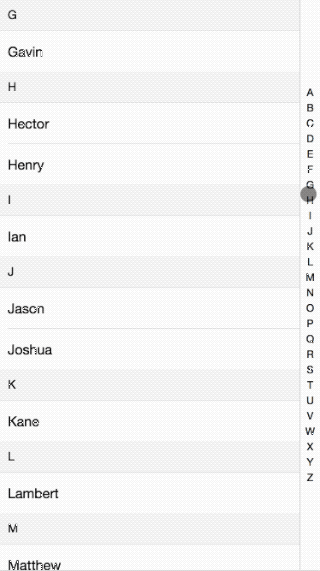 G
Gavin
H
Hector
Henry
I
Ian
J
Jason
Joshua
K
Kane
L
Lambert
M
Matthew
A
B
C
D
E
F
G
H
I
J
K
L
M
N
O
P
Q
R
S
T
U
V
W
X
Y
Z